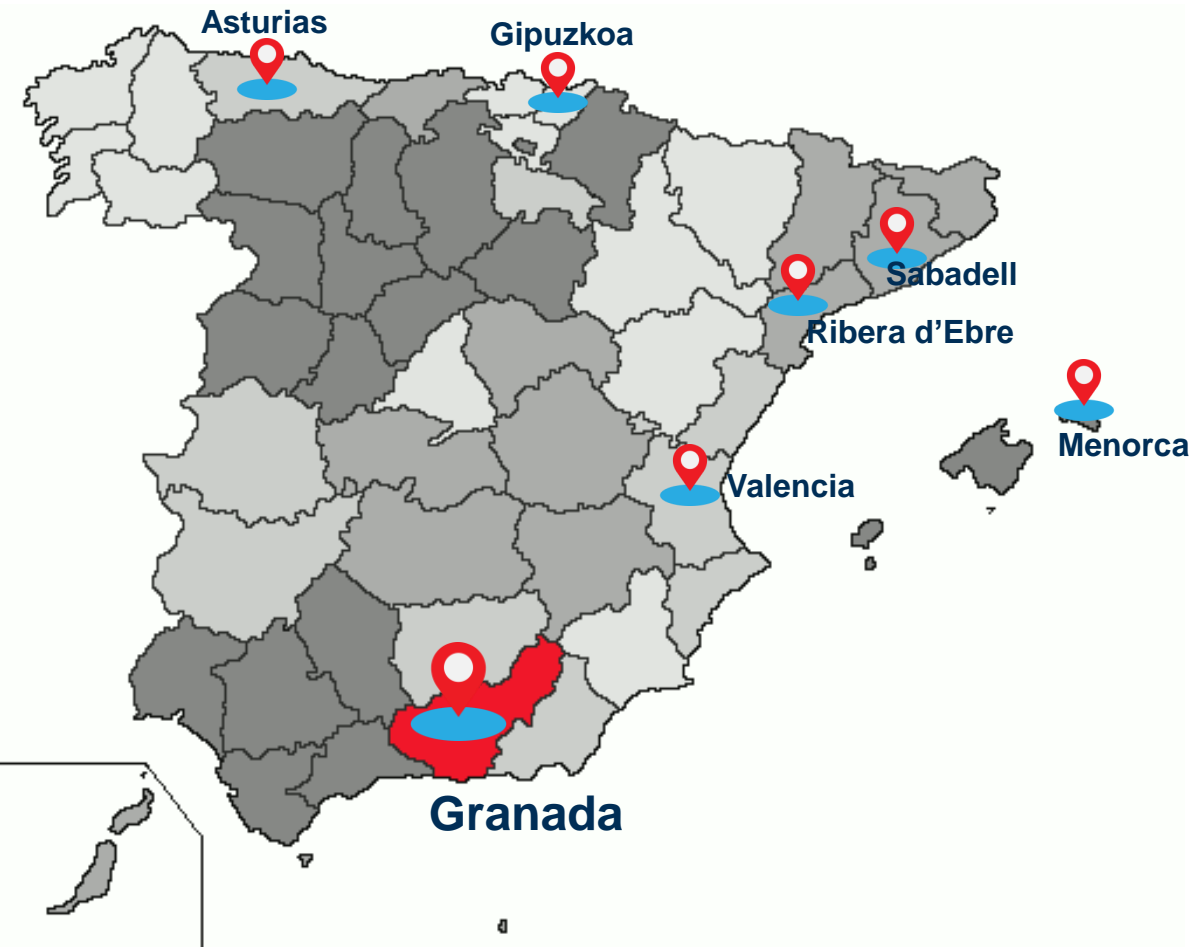 Asturias
Gipuzkoa
Sabadell
Ribera d’Ebre
Menorca
Valencia
Granada